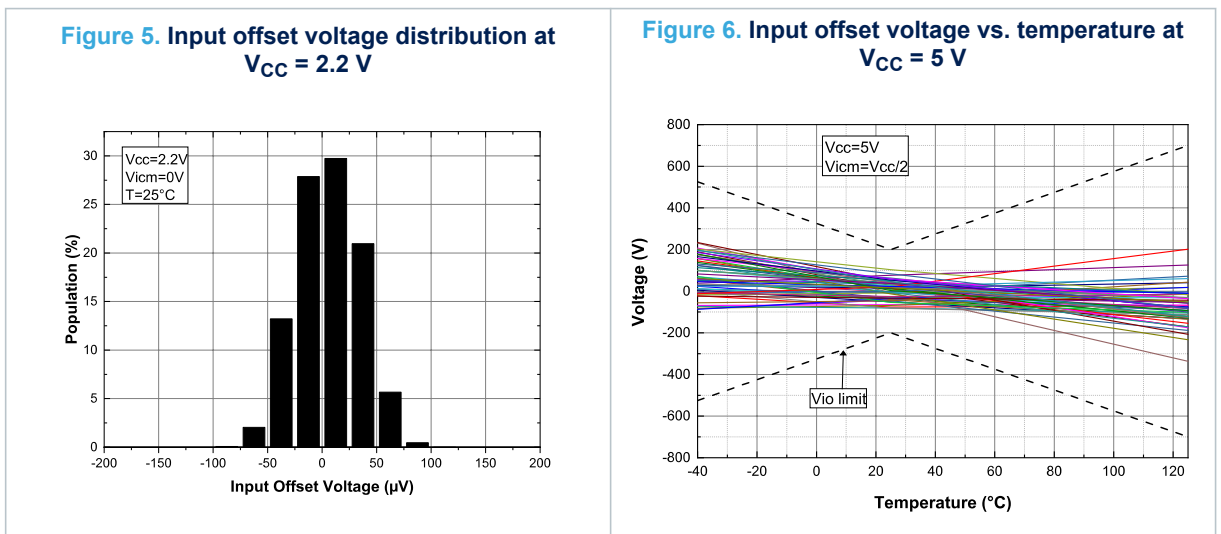 Figure 5. Input offset voltage distribution at
VCC = 2.2 V
Vcc=2.2V
Vicm=0V
T=25°C
30
25
20
15
10
5
0
Population (%)
-200 -150 -100 -50 0 50 100 150 200
Input Offset Voltage (µV)
Figure 6. Input offset voltage vs. temperature at
VCC = 5 V
Vcc=5V
Vicm=Vcc/2
800
600
400
200
0
-200
-400
-600
-800
Voltage (V)
Vio limit
-40 -20 0 20 40 60 80 100 120
Temperature (°C)